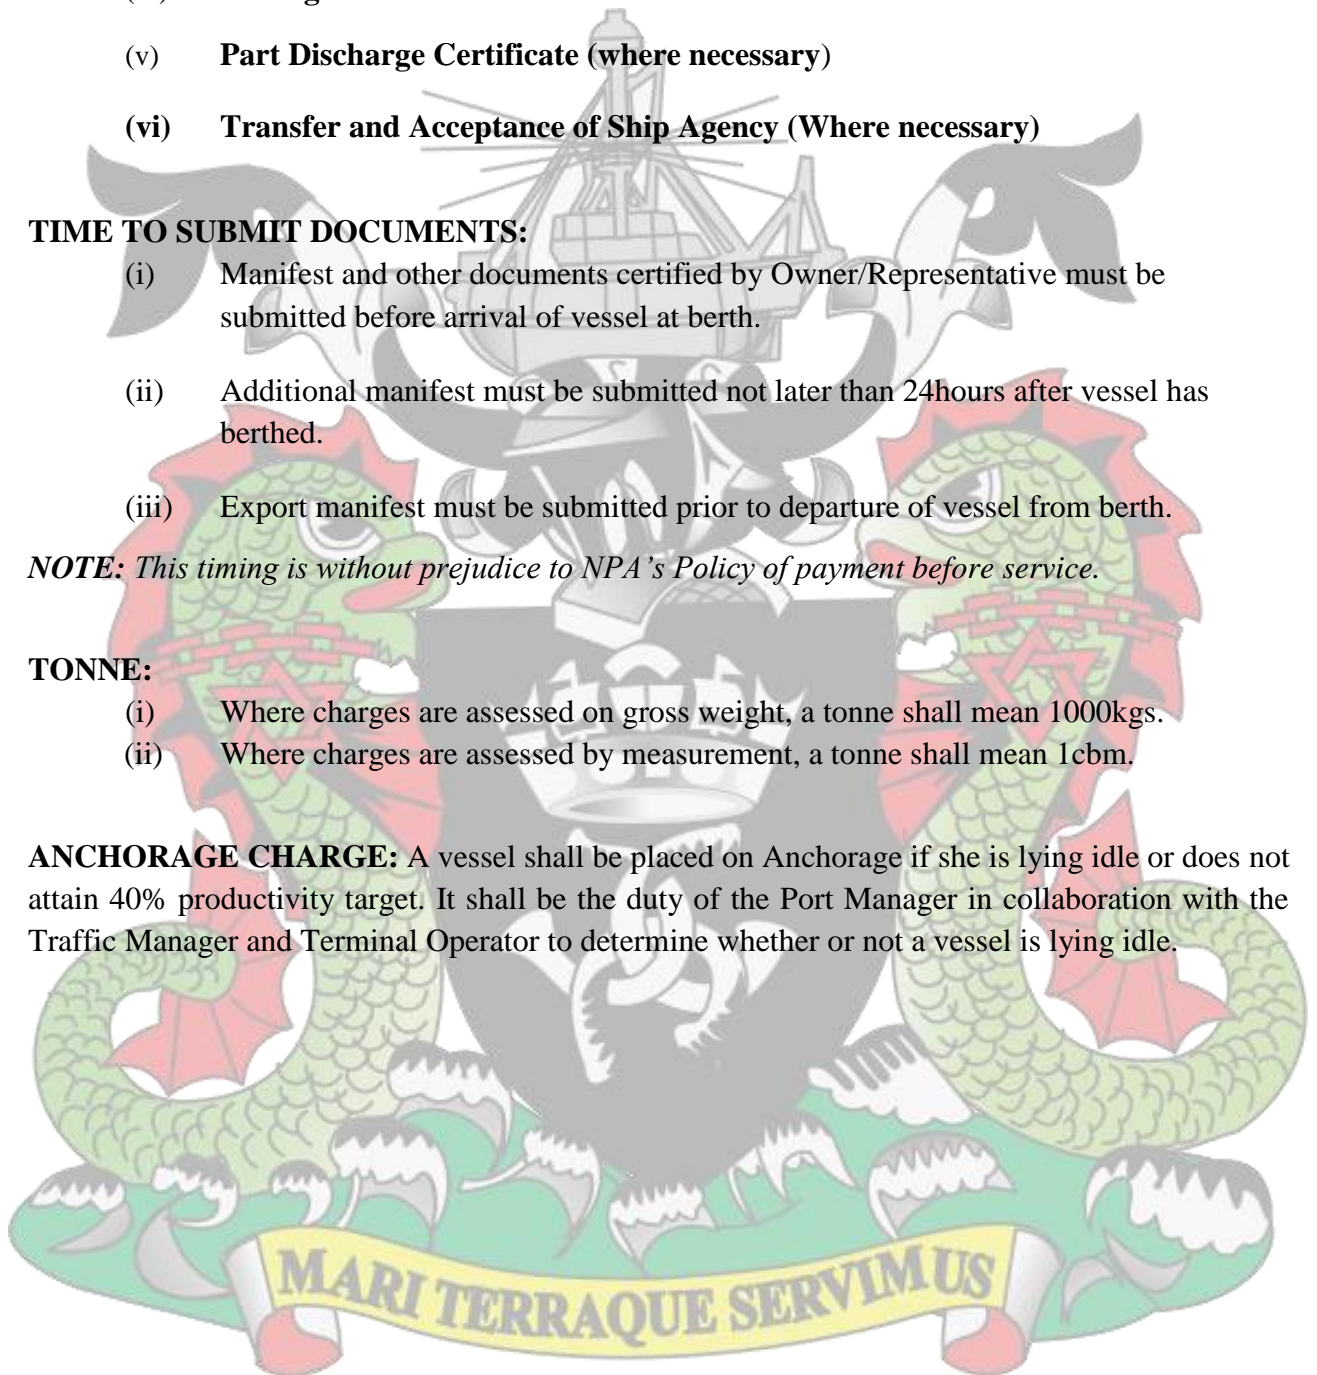 (v) Part Discharge Certificate (where necessary)
(vi) Transfer and Acceptance of Ship Agency (Where necessary)
TIME TO SUBMIT DOCUMENTS:
(i) Manifest and other documents certified by Owner/Representative must be
submitted before arrival of vessel at berth.
(ii) Additional manifest must be submitted not later than 24hours after vessel has
berthed.
(iii) Export manifest must be submitted prior to departure of vessel from berth.
NOTE: This timing is without prejudice to NPA’s Policy of payment before service.
TONNE:
(i) Where charges are assessed on gross weight, a tonne shall mean 1000kgs.
(ii) Where charges are assessed by measurement, a tonne shall mean 1cbm.
ANCHORAGE CHARGE: A vessel shall be placed on Anchorage if she is lying idle or does not
attain 40% productivity target. It shall be the duty of the Port Manager in collaboration with the
Traffic Manager and Terminal Operator to determine whether or not a vessel is lying idle.
MARI TERRAQUE SERVIMUS